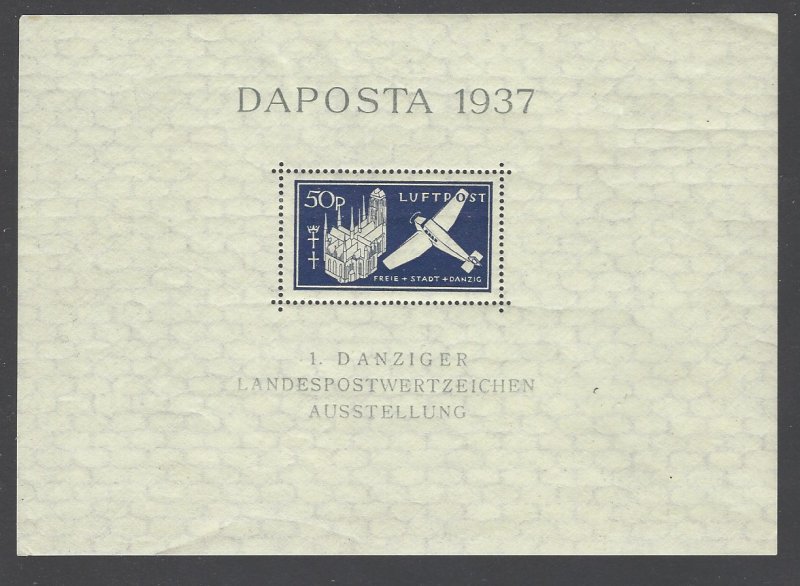 DAPOSTA 1937
50P
LUFTPOST
FREIE + STADT + DANZIG
1. DANZIGER
LANDESPOSTWERTZEICHEN
AUSSTELLUNG